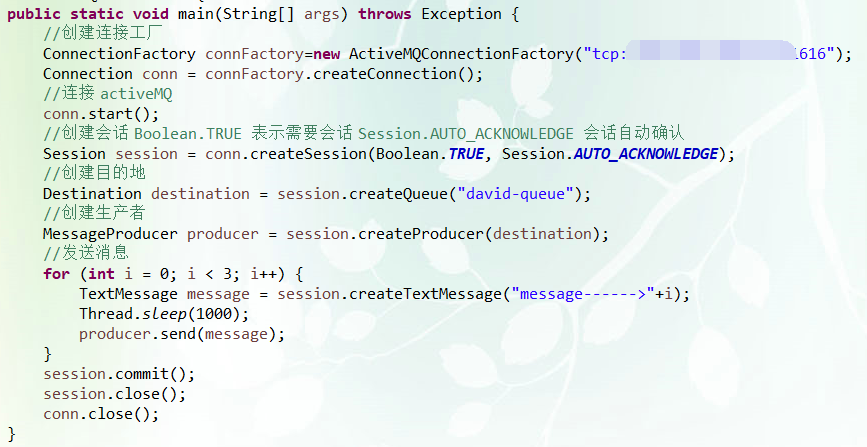 public static void main(String[] args) throws Exception {
//创建连接工厂
ConnectionFactory connFactory=new ActiveMQConnectionFactory("tcp: 1616");
Connection conn = connFactory.createConnection();
//连接 activeMQ
conn.start();
//创建会话 Boolean.TRUE 表示需要会话 Session.AUTO_ACKNOWLEDGE 会话自动确认
Session session = conn.createSession(Boolean.TRUE, Session.AUTO_ACKNOWLEDGE);
//创建目的地
Destination destination = session.createQueue("david-queue");
//创建生产者
MessageProducer producer = session.createProducer(destination);
//发送消息
for (int i = 0; i < 3; i++) {
TextMessage message = session.createTextMessage("message------>"+i);
Thread.sleep(1000);
producer.send(message);
}
session.commit();
session.close();
conn.close();
}